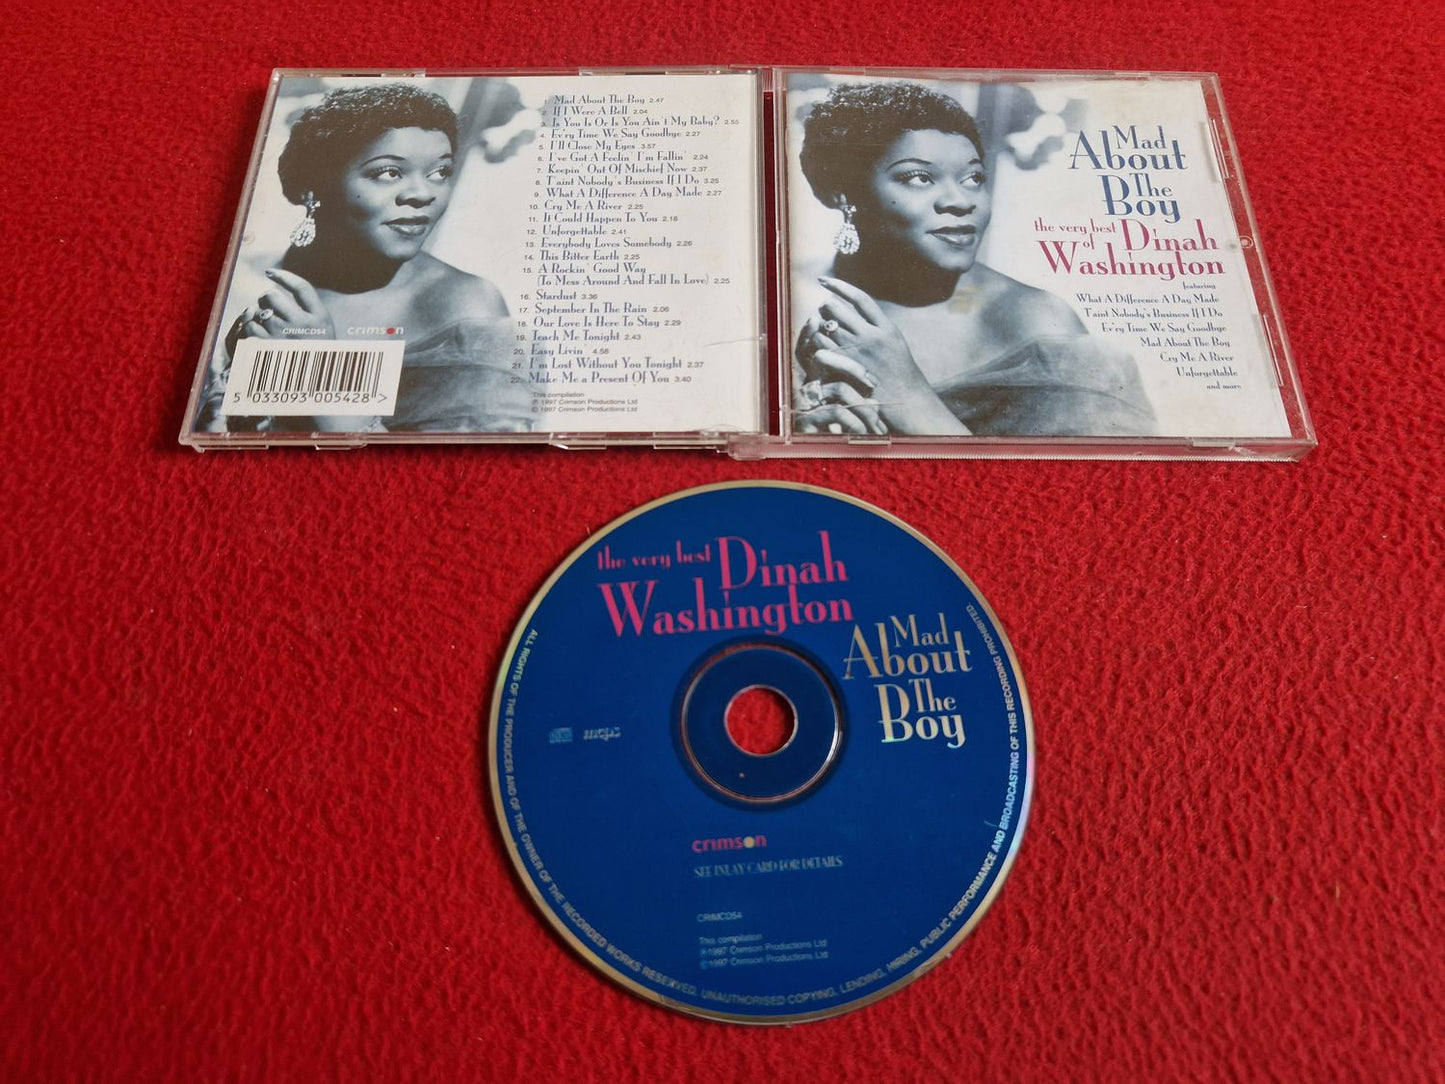 1. Mad About The Boy 2.47
2. If I Were A Bell 2.04
3. Is You Is Or Is You Ain't My Baby? 2.55
4. Ev'ry Time We Say Goodbye 2.27
5. I'll Close My Eyes 3.57
6. I've Got A Feelin' I'm Fallin' 2.24
7. Keepin' Out Of Mischief Now 2.37
8. T'aint Nobody's Business If I Do 3.25
9. What A Difference A Day Made 2.27
10. Cry Me A River 2.25
11. It Could Happen To You 2.18
12. Unforgettable 2.41
13. Everybody Loves Somebody 2.26
14. This Bitter Earth 2.25
15. A Rockin' Good Way
(To Mess Around And Fall In Love) 2.25
16. Stardust 3.36
17. September In The Rain 2.06
18. Our Love Is Here To Stay 2.29
19. Teach Me Tonight 2.43
20. Easy Livin' 4.58
21. I'm Lost Without You Tonight 2.37
22. Make Me a Present Of You 3.40
This compilation
℗ 1997 Crimson Productions Ltd
© 1997 Crimson Productions Ltd
CRIMCD54 crimson
5 033093 005428 >
Mad
About
The
Boy
the very best
of Dinah
Washington
featuring
What A Difference A Day Made
T'aint Nobody's Business If I Do
Ev'ry Time We Say Goodbye
Mad About The Boy
Cry Me A River
Unforgettable
and more
the very best Dinah
Washington
Mad
About
The
Boy
mcps
crimson
SEE INLAY CARD FOR DETAILS
CRIMCD54
This compilation
℗ 1997 Crimson Productions Ltd
© 1997 Crimson Productions Ltd
ALL RIGHTS OF THE PRODUCER AND OF THE OWNER OF THE RECORDED WORKS RESERVED. UNAUTHORISED COPYING, LENDING, HIRING, PUBLIC PERFORMANCE AND BROADCASTING OF THIS RECORDING PROHIBITED.